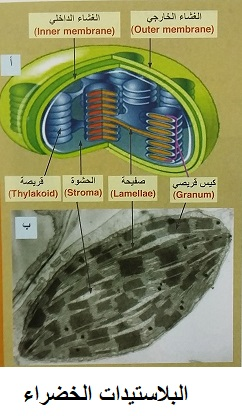 الغشاء الخارجي
(Outer membrane)
الغشاء الداخلي
(Inner membrane)
أ
كيس قريصي
(Granum)
صفيحة
(Lamellae)
الحشوة
(Stroma)
قريصة
(Thylakoid)
ب
البلاستيدات الخضراء